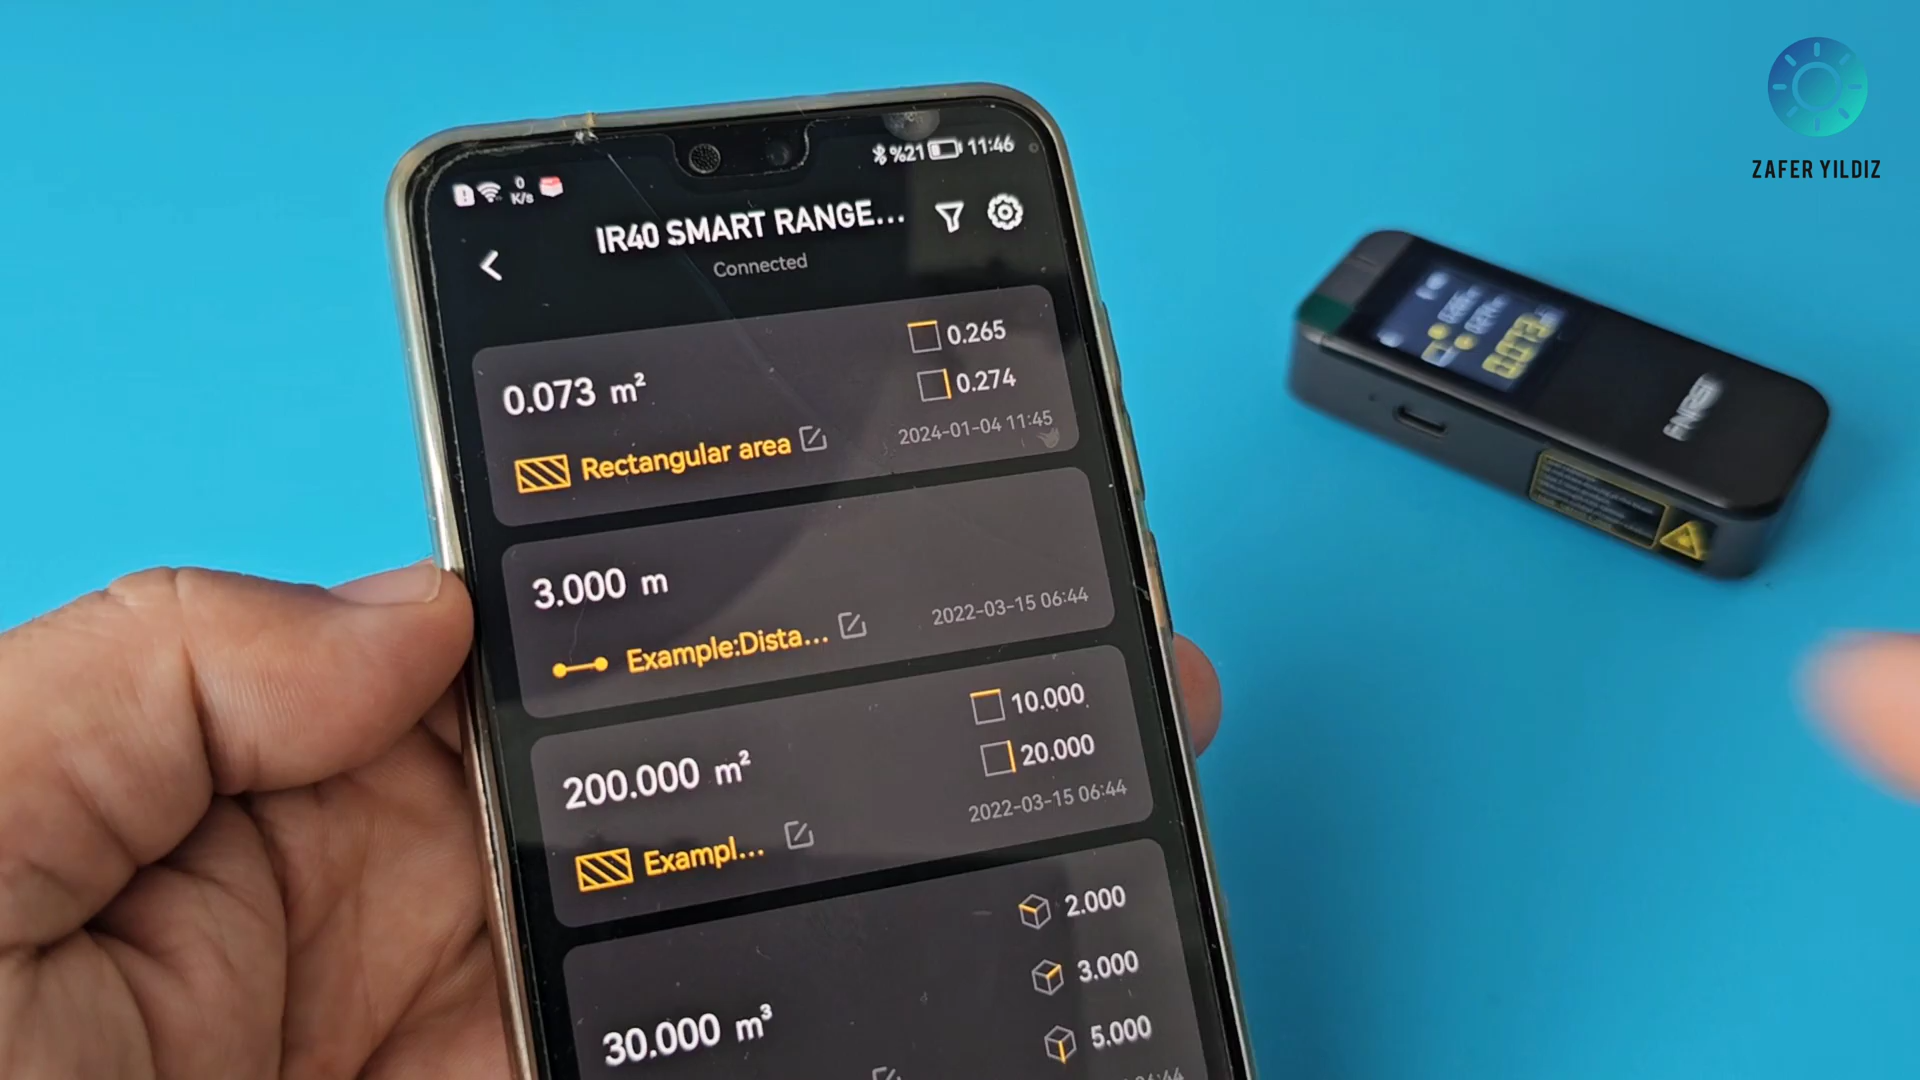 ZAFER YILDIZ
%21 11:46
0
K/s
IR40 SMART RANGE...
Connected
0.073 m²
0.265
0.274
Rectangular area
2024-01-04 11:45
3.000 m
Example:Dista...
2022-03-15 06:44
200.000 m²
10.000
20.000
Exampl...
2022-03-15 06:44
30.000 m³
2.000
3.000
5.000
0.073